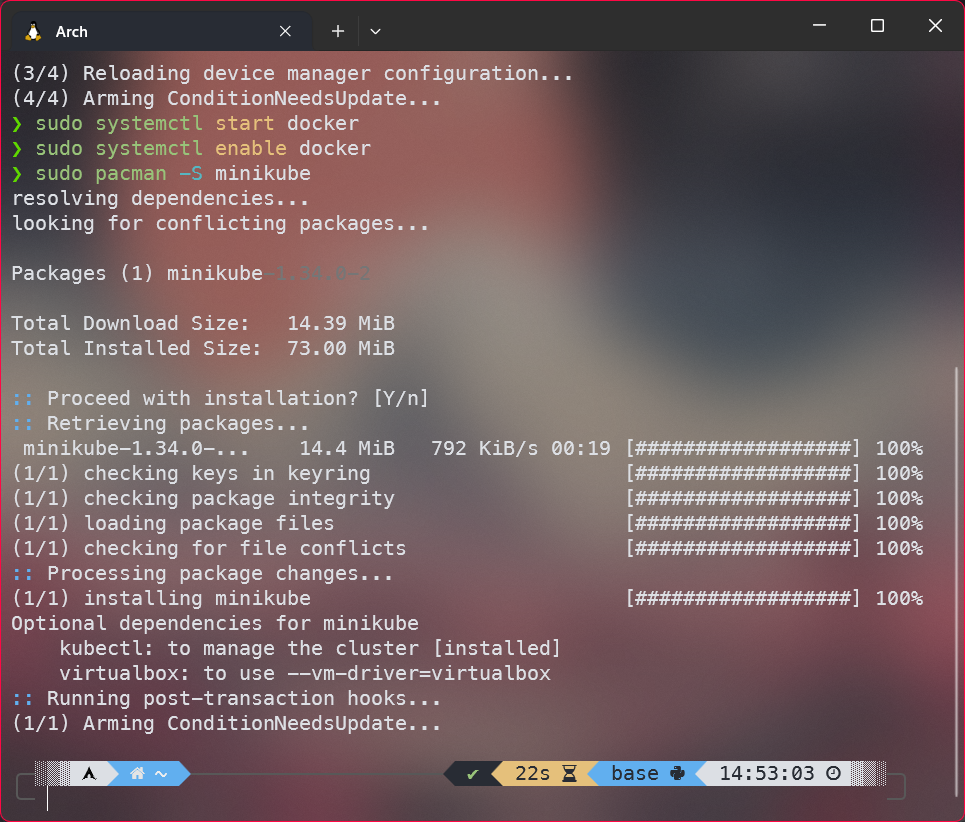 Arch
(3/4) Reloading device manager configuration...
(4/4) Arming ConditionNeedsUpdate...
❯ sudo systemctl start docker
❯ sudo systemctl enable docker
❯ sudo pacman -S minikube
resolving dependencies...
looking for conflicting packages...
Packages (1) minikube-1.34.0-2
Total Download Size:   14.39 MiB
Total Installed Size:  73.00 MiB
:: Proceed with installation? [Y/n]
:: Retrieving packages...
minikube-1.34.0-...    14.4 MiB   792 KiB/s 00:19 [##################] 100%
(1/1) checking keys in keyring [##################] 100%
(1/1) checking package integrity [##################] 100%
(1/1) loading package files [##################] 100%
(1/1) checking for file conflicts [##################] 100%
:: Processing package changes...
(1/1) installing minikube [##################] 100%
Optional dependencies for minikube
kubectl: to manage the cluster [installed]
virtualbox: to use --vm-driver=virtualbox
:: Running post-transaction hooks...
(1/1) Arming ConditionNeedsUpdate...
~ ✔ 22s base 14:53:03